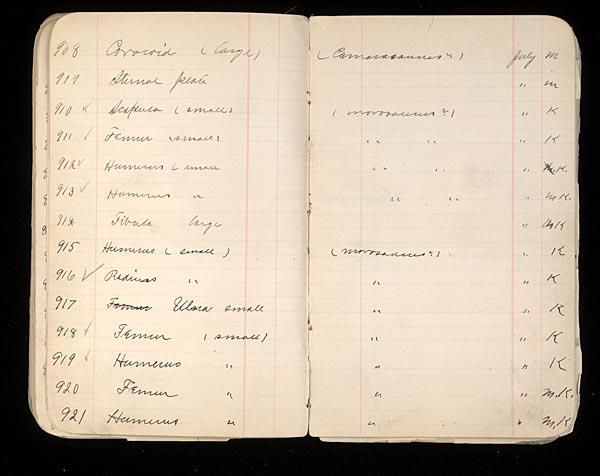 908 Coracoid (large) (Camarasaurus?) July M
909 Sternal plate " m
910 ✓ Scapula (small) (morosaurus?) " K
911 ✓ Femur (small) " " " K
912 ✓ Humerus (small " " " K.
913 ✓ Humerus " " " " M K.
914 Fibula large " M K
915 Humerus (small) (morosaurus?) " K
916 ✓ Radius " " " K
917 Femur Ulna small " " K
918 ✓ Femur (small) " " K
919 ✓ Humerus " " " K
920 Femur " " " M.K.
921 Humerus " " " M.K